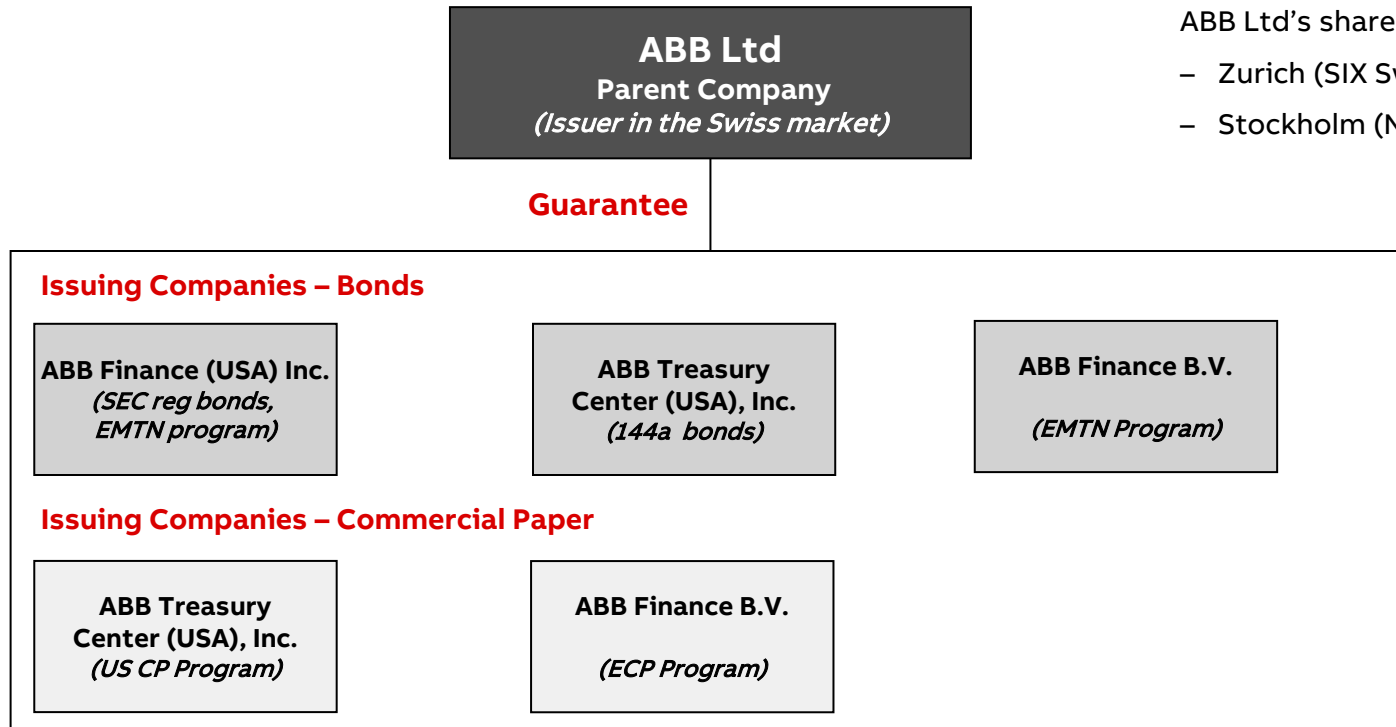 ABB Ltd
Parent Company
(Issuer in the Swiss market)
ABB Ltd's share
– Zurich (SIX
– Stockholm
Guarantee
Issuing Companies – Bonds
ABB Finance (USA) Inc.
(SEC reg bonds,
EMTN program)
ABB Treasury
Center (USA), Inc.
(144a bonds)
ABB Finance B.V.
(EMTN Program)
Issuing Companies – Commercial Paper
ABB Treasury
Center (USA), Inc.
(US CP Program)
ABB Finance B.V.
(ECP Program)